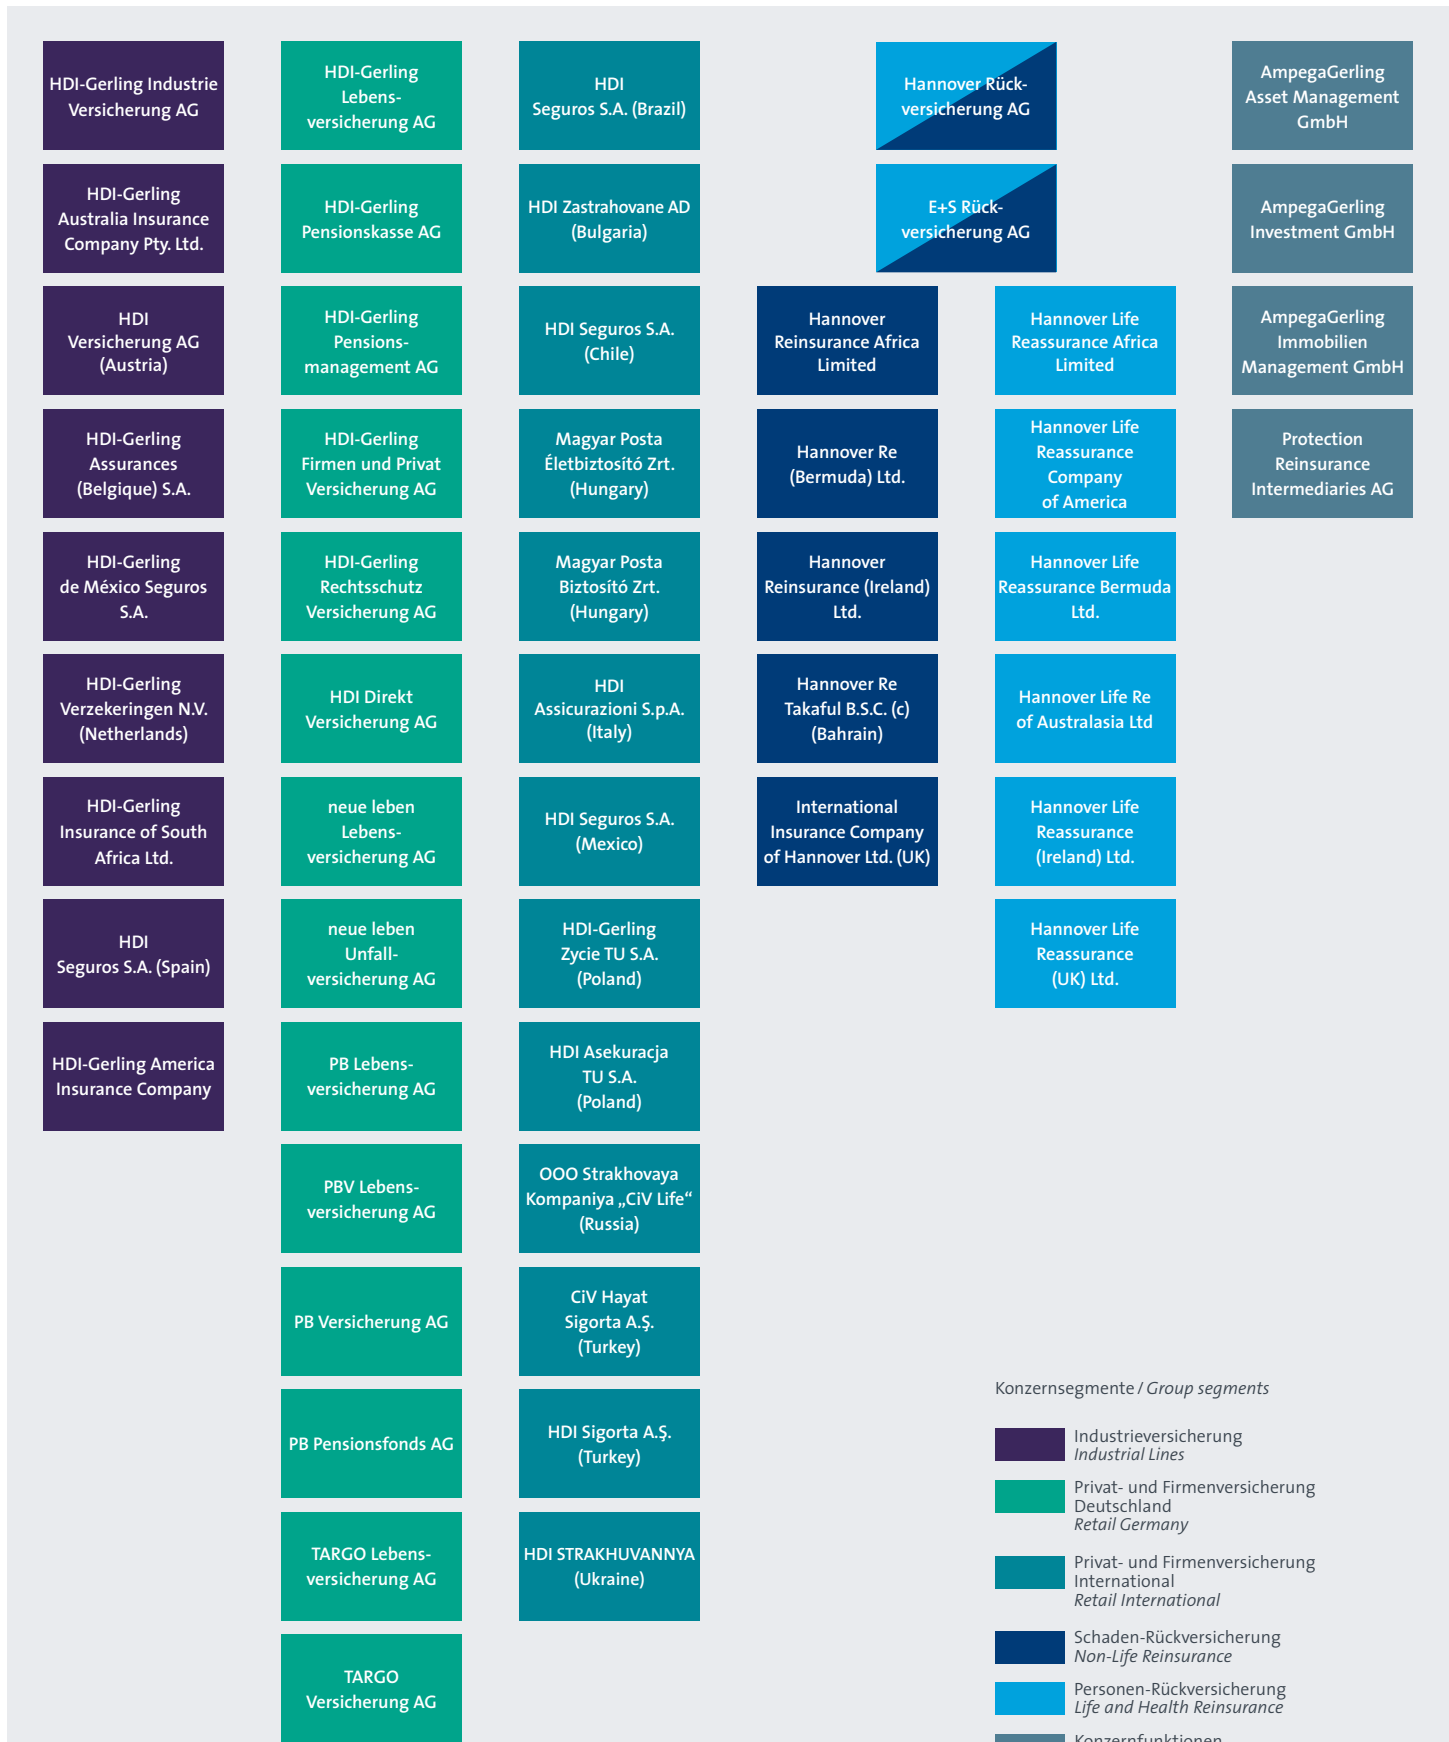 HDI-Gerling Industrie
Versicherung AG
HDI-Gerling
Australia Insurance
Company Pty. Ltd.
HDI
Versicherung AG
(Austria)
HDI-Gerling
Assurances
(Belgique) S.A.
HDI-Gerling
de México Seguros
S.A.
HDI-Gerling
Verzekeringen N.V.
(Netherlands)
HDI-Gerling
Insurance of South
Africa Ltd.
HDI
Seguros S.A. (Spain)
HDI-Gerling America
Insurance Company
HDI-Gerling
Lebens-
versicherung AG
HDI-Gerling
Pensionskasse AG
HDI-Gerling
Pensions-
management AG
HDI-Gerling
Firmen und Privat
Versicherung AG
HDI-Gerling
Rechtsschutz
Versicherung AG
HDI Direkt
Versicherung AG
neue leben
Lebens-
versicherung AG
neue leben
Unfall-
versicherung AG
PB Lebens-
versicherung AG
PBV Lebens-
versicherung AG
PB Versicherung AG
PB Pensionsfonds AG
TARGO Lebens-
versicherung AG
TARGO
Versicherung AG
HDI
Seguros S.A. (Brazil)
HDI Zastrahovane AD
(Bulgaria)
HDI Seguros S.A.
(Chile)
Magyar Posta
Életbiztosító Zrt.
(Hungary)
Magyar Posta
Biztosító Zrt.
(Hungary)
HDI
Assicurazioni S.p.A.
(Italy)
HDI Seguros S.A.
(Mexico)
HDI-Gerling
Zycie TU S.A.
(Poland)
HDI Asekuracja
TU S.A.
(Poland)
OOO Strakhovaya
Kompaniya „CiV Life“
(Russia)
CiV Hayat
Sigorta A.Ş.
(Turkey)
HDI Sigorta A.Ş.
(Turkey)
HDI STRAKHUVANNYA
(Ukraine)
Hannover Rück-
versicherung AG
E+S Rück-
versicherung AG
Hannover
Reinsurance Africa
Limited
Hannover Re
(Bermuda) Ltd.
Hannover
Reinsurance (Ireland)
Ltd.
Hannover Re
Takaful B.S.C. (c)
(Bahrain)
International
Insurance Company
of Hannover Ltd. (UK)
Hannover Life
Reassurance Africa
Limited
Hannover Life
Reassurance
Company
of America
Hannover Life
Reassurance Bermuda
Ltd.
Hannover Life Re
of Australasia Ltd
Hannover Life
Reassurance
(Ireland) Ltd.
Hannover Life
Reassurance
(UK) Ltd.
AmpegaGerling
Asset Management
GmbH
AmpegaGerling
Investment GmbH
AmpegaGerling
Immobilien
Management GmbH
Protection
Reinsurance
Intermediaries AG
Konzernsegmente / Group segments
Industrieversicherung
Industrial Lines
Privat- und Firmenversicherung
Deutschland
Retail Germany
Privat- und Firmenversicherung
International
Retail International
Schaden-Rückversicherung
Non-Life Reinsurance
Personen-Rückversicherung
Life and Health Reinsurance
Konzernfunktionen